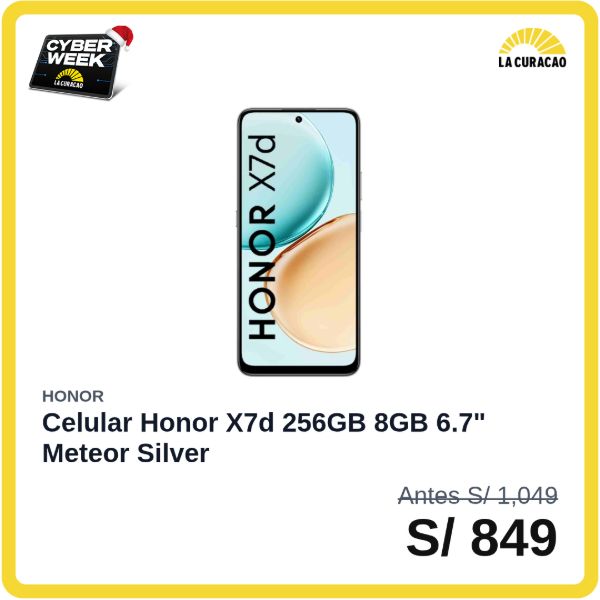 CYBER
WEEK
LA CURACAO
LA CURACAO
HONOR X7d
HONOR
Celular Honor X7d 256GB 8GB 6.7"
Meteor Silver
Antes S/ 1,049
S/ 849